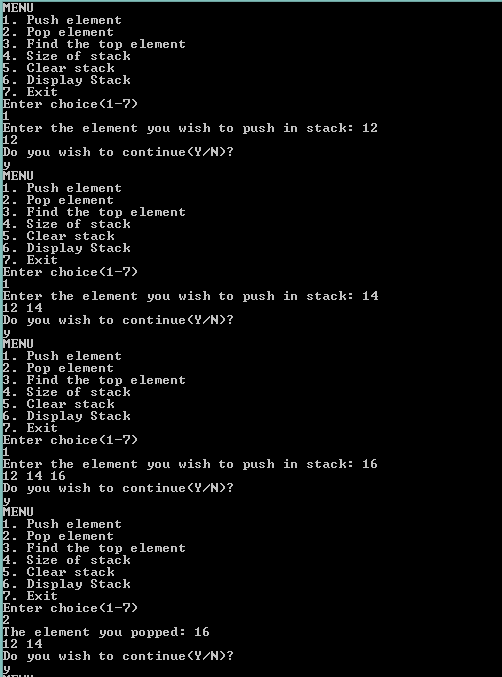 MENU
1. Push element
2. Pop element
3. Find the top element
4. Size of stack
5. Clear stack
6. Display Stack
7. Exit
Enter choice(1-7)
1
Enter the element you wish to push in stack: 12
12
Do you wish to continue(Y/N)?
y
MENU
1. Push element
2. Pop element
3. Find the top element
4. Size of stack
5. Clear stack
6. Display Stack
7. Exit
Enter choice(1-7)
1
Enter the element you wish to push in stack: 14
12 14
Do you wish to continue(Y/N)?
y
MENU
1. Push element
2. Pop element
3. Find the top element
4. Size of stack
5. Clear stack
6. Display Stack
7. Exit
Enter choice(1-7)
1
Enter the element you wish to push in stack: 16
12 14 16
Do you wish to continue(Y/N)?
y
MENU
1. Push element
2. Pop element
3. Find the top element
4. Size of stack
5. Clear stack
6. Display Stack
7. Exit
Enter choice(1-7)
2
The element you popped: 16
12 14
Do you wish to continue(Y/N)?
y